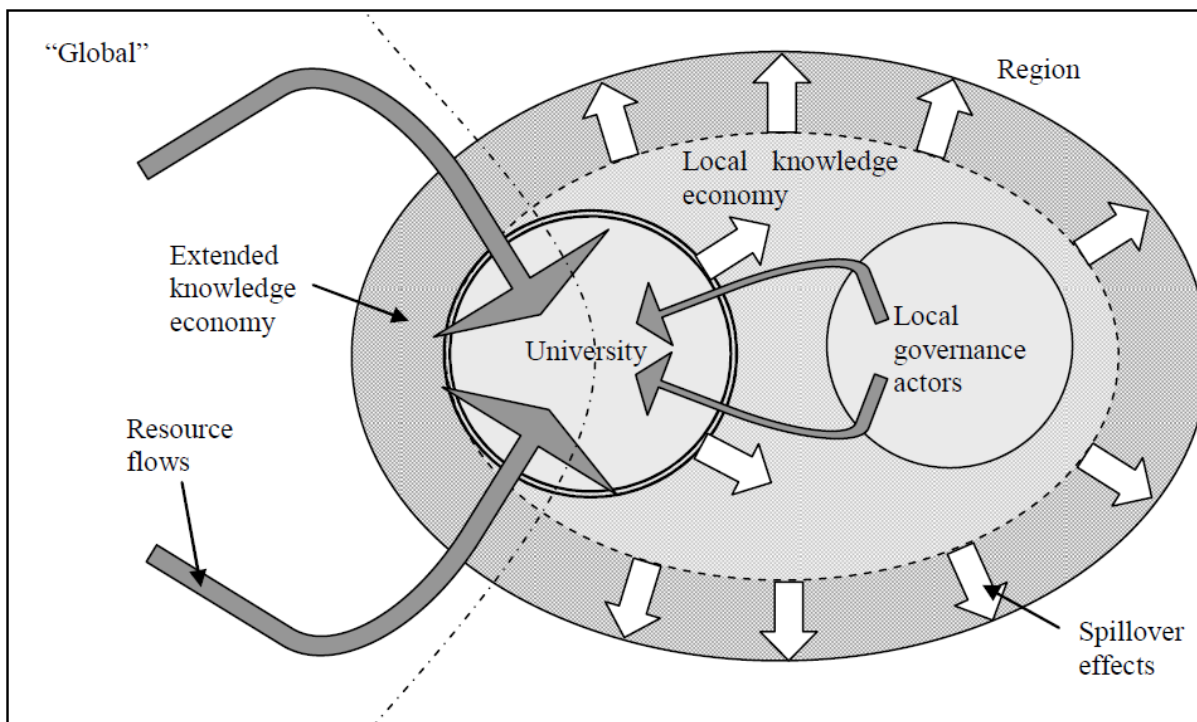 “Global”
Region
Local knowledge
economy
Extended
knowledge
economy
University
Local
governance
actors
Resource
flows
Spillover
effects